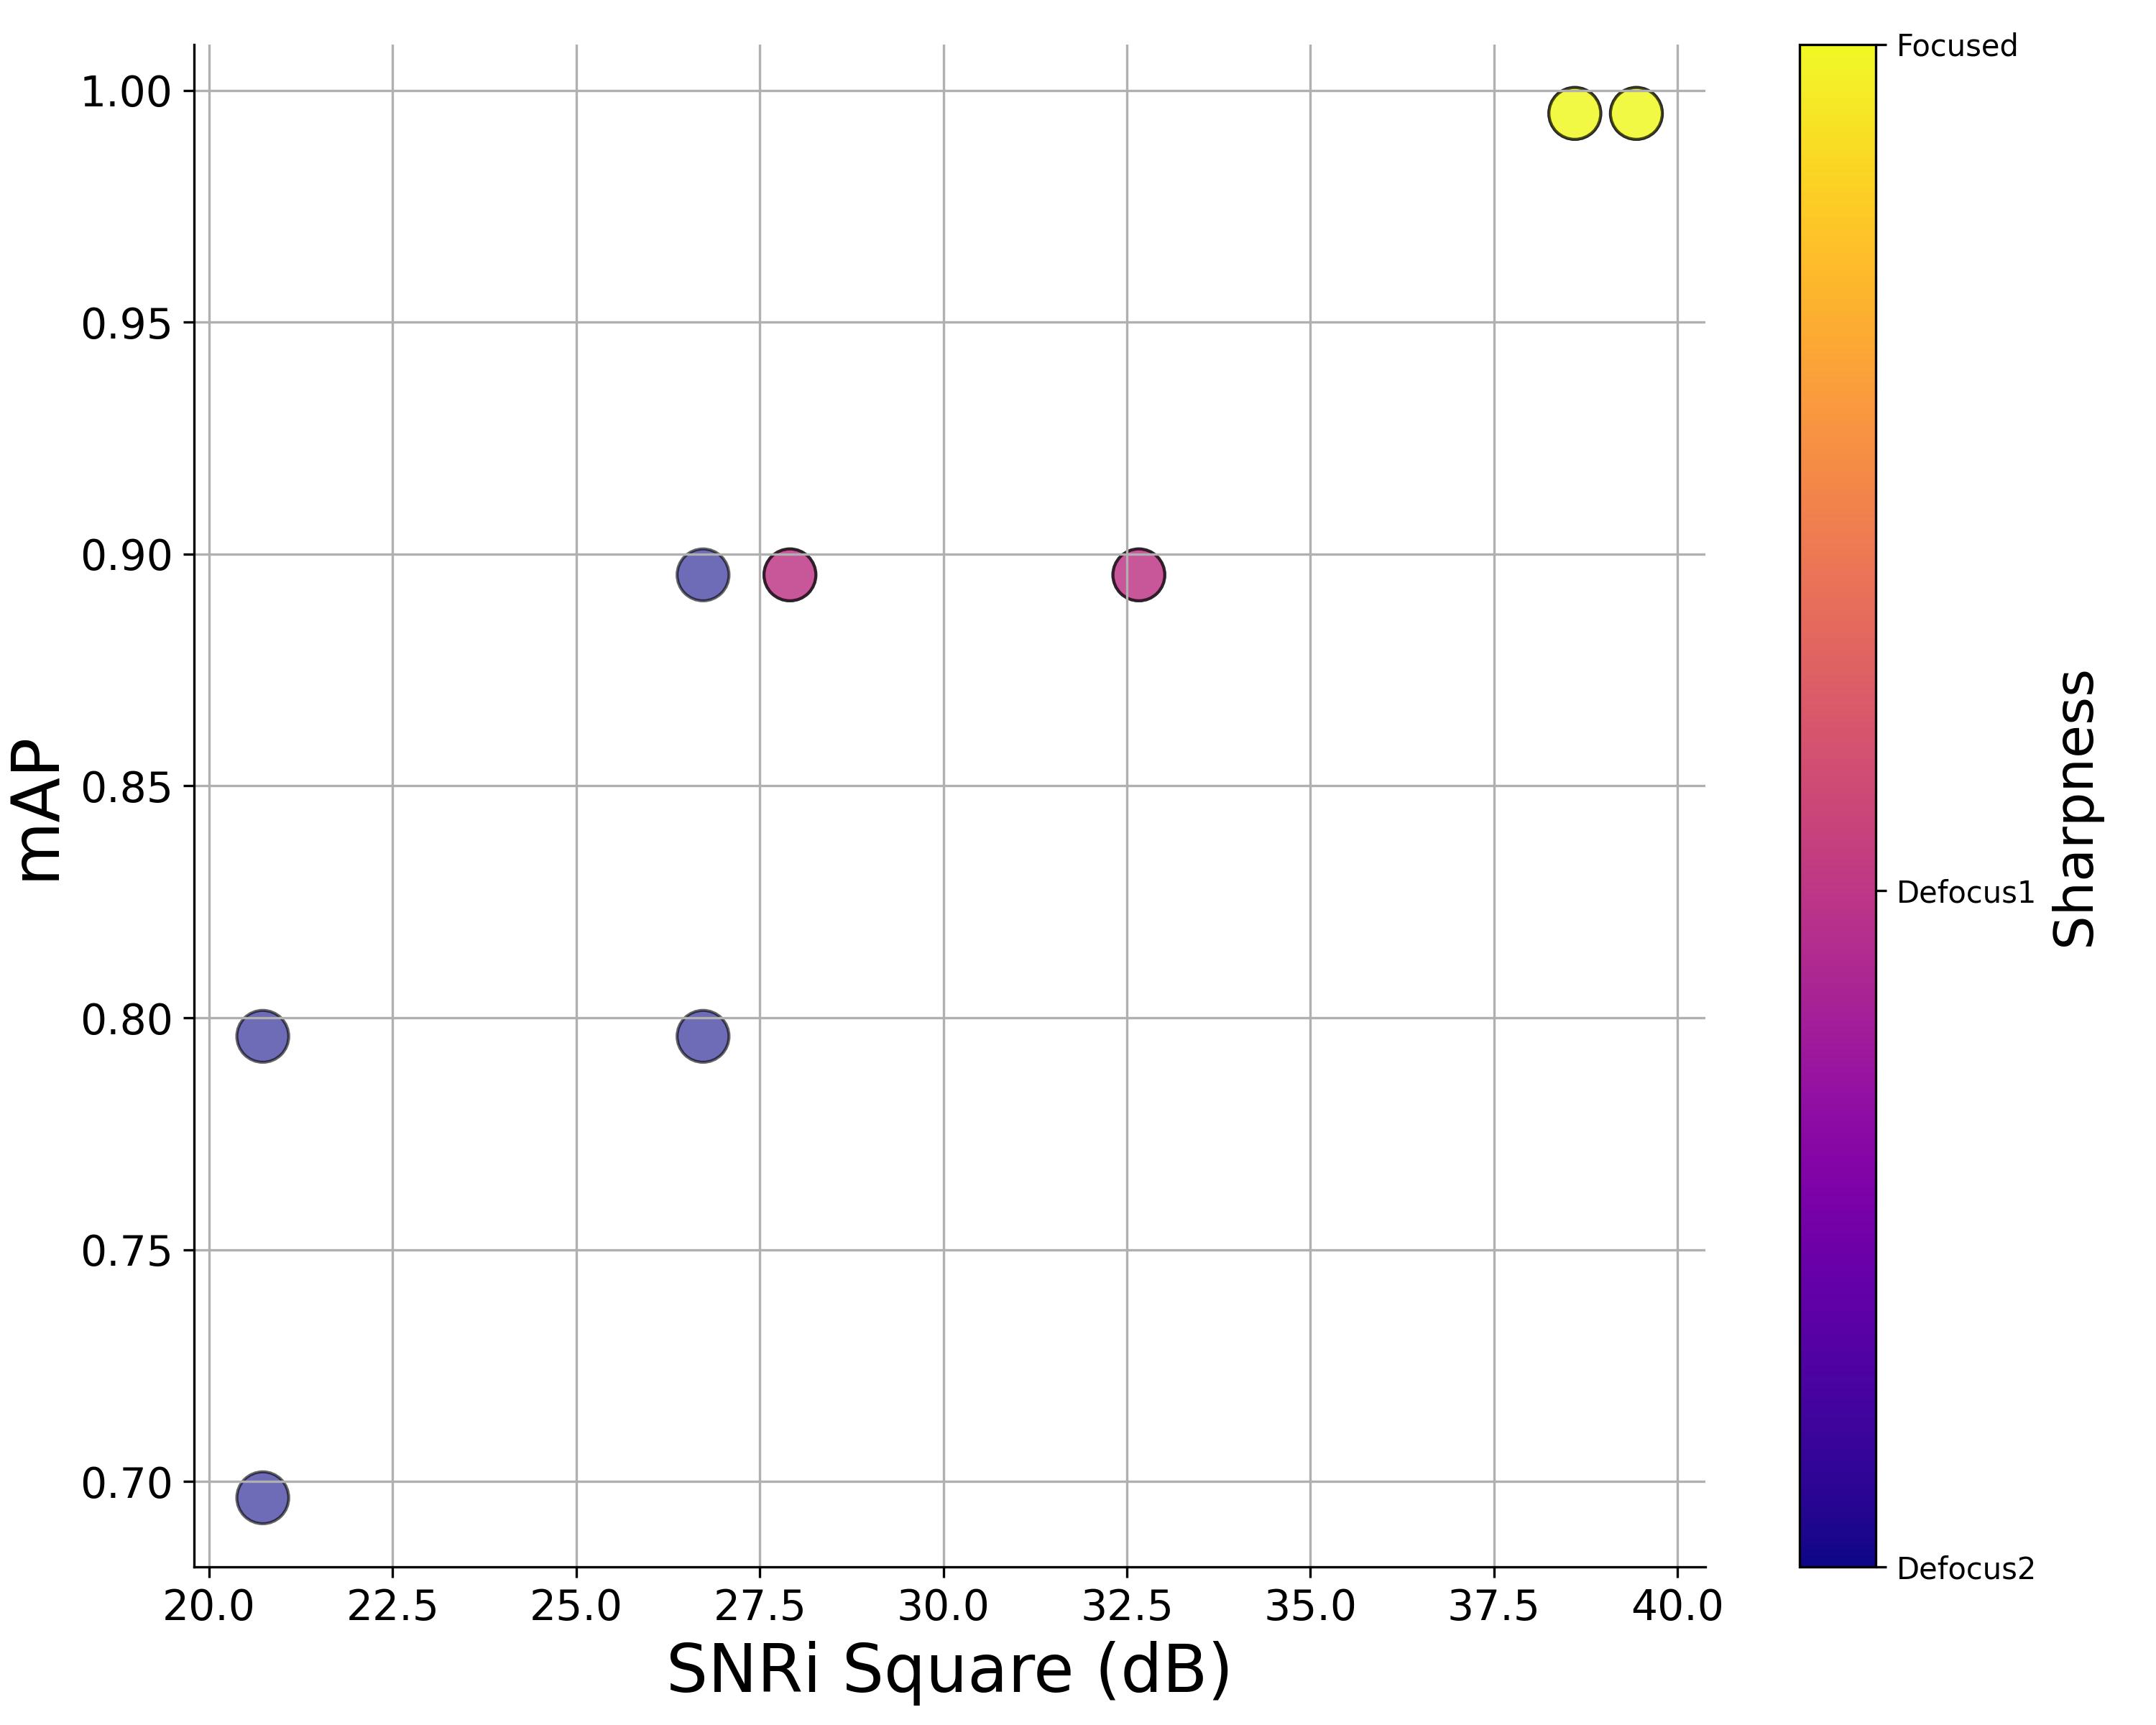 mAP
1.00
0.95
0.90
0.85
0.80
0.75
0.70
20.0 22.5 25.0 27.5 30.0 32.5 35.0 37.5 40.0
SNRi Square (dB)
Focused
Defocus1
Defocus2
Sharpness